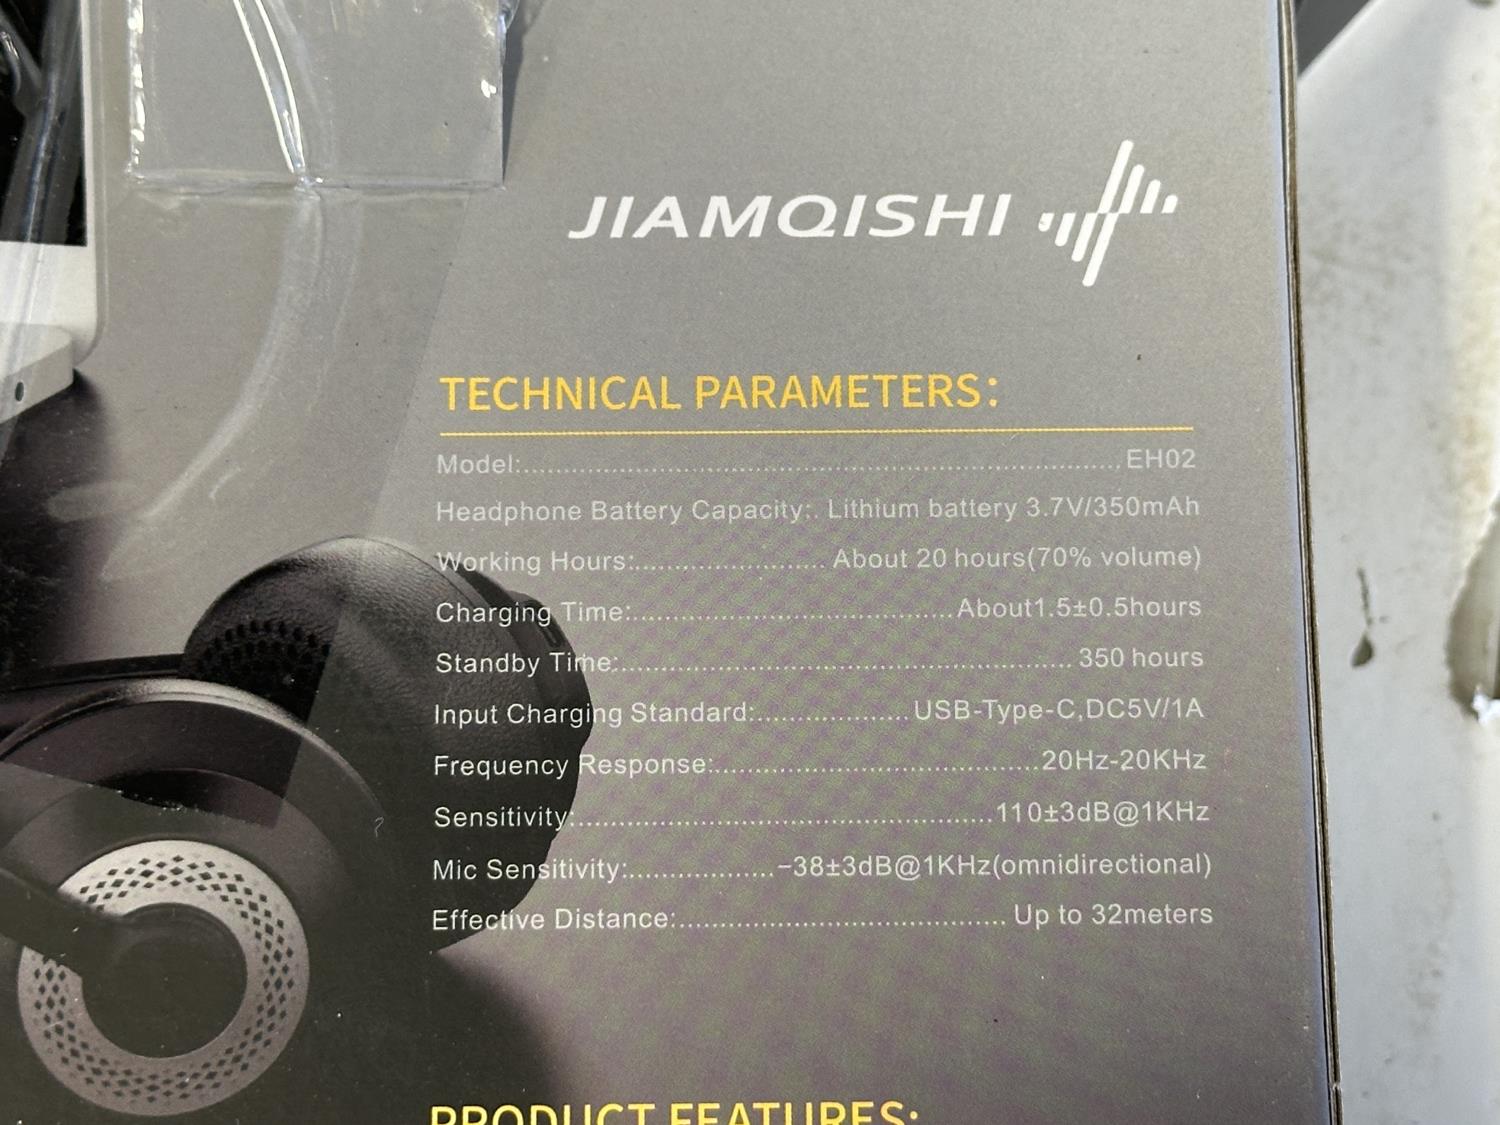 JIAMQISHI
TECHNICAL PARAMETERS:
Model:........................................................................... EH02
Headphone Battery Capacity:. Lithium battery 3.7V/350mAh
Working Hours:........................ About 20 hours(70% volume)
Charging Time:........................................About1.5±0.5hours
Standby Time:......................................................... 350 hours
Input Charging Standard:...................USB-Type-C,DC5V/1A
Frequency Response:.........................................20Hz-20KHz
Sensitivity:.....................................................110±3dB@1KHz
Mic Sensitivity:..................-38±3dB@1KHz(omnidirectional)
Effective Distance:......................................... Up to 32meters
PRODUCT FEATURES: